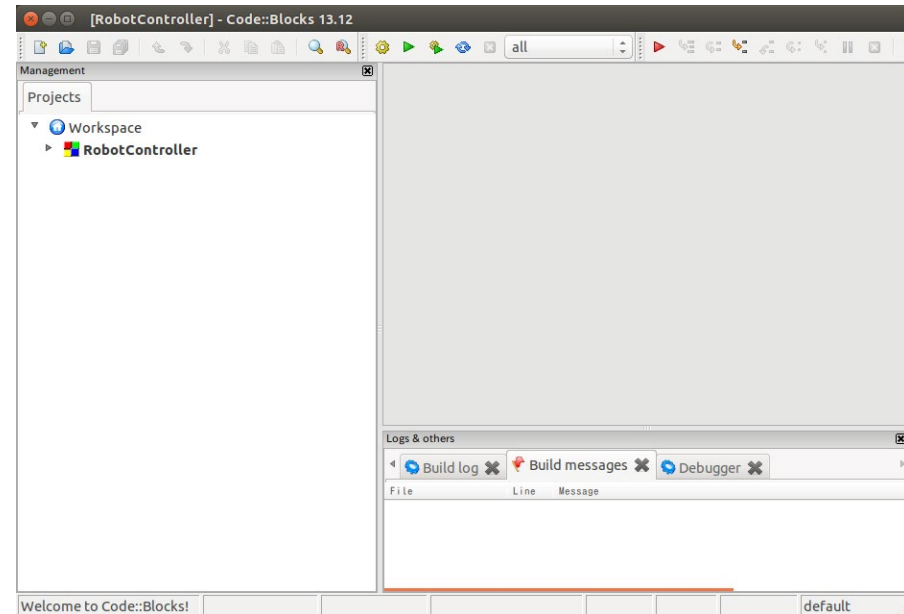 [RobotController] - Code::Blocks 13.12
all
Management
Projects
Workspace
RobotController
Logs & others
Build log
Build messages
Debugger
File Line Message
Welcome to Code::Blocks!
default